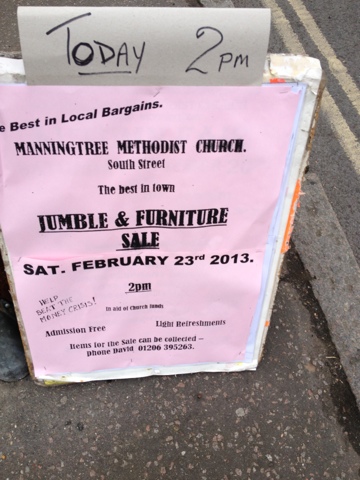 TODAY 2PM
e Best in Local Bargains.
MANNINGTREE METHODIST CHURCH.
South Street
The best in town
JUMBLE & FURNITURE
SALE
SAT. FEBRUARY 23rd 2013.
2pm
HELP
BEAT THE
MONEY CRISIS!
In aid of Church funds
Admission Free
Light Refreshments
Items for the Sale can be collected –
phone David 01206 395263.